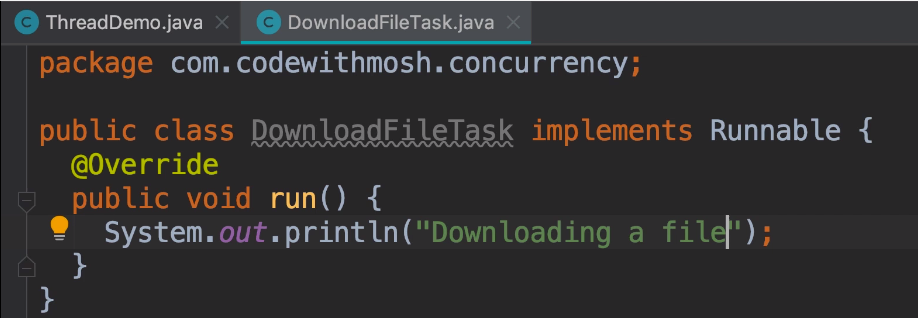 C ThreadDemo.java × C DownloadFileTask.java ×
package com.codewithmosh.concurrency;
public class DownloadFileTask implements Runnable {
@Override
public void run() {
System.out.println("Downloading a file");
}
}